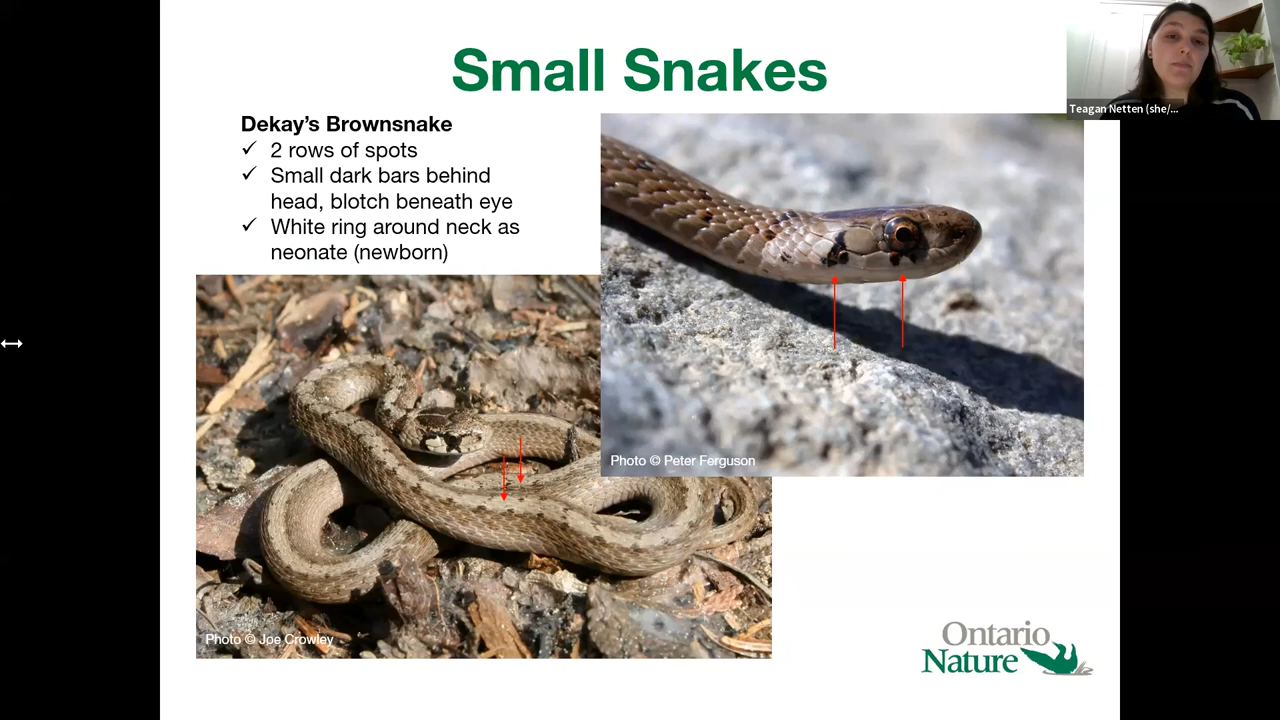 Small Snakes
Teagan Netten (she/...
Dekay's Brownsnake
✓ 2 rows of spots
✓ Small dark bars behind
head, blotch beneath eye
✓ White ring around neck as
neonate (newborn)
Photo © Peter Ferguson
Photo © Joe Crowley
Ontario
Nature